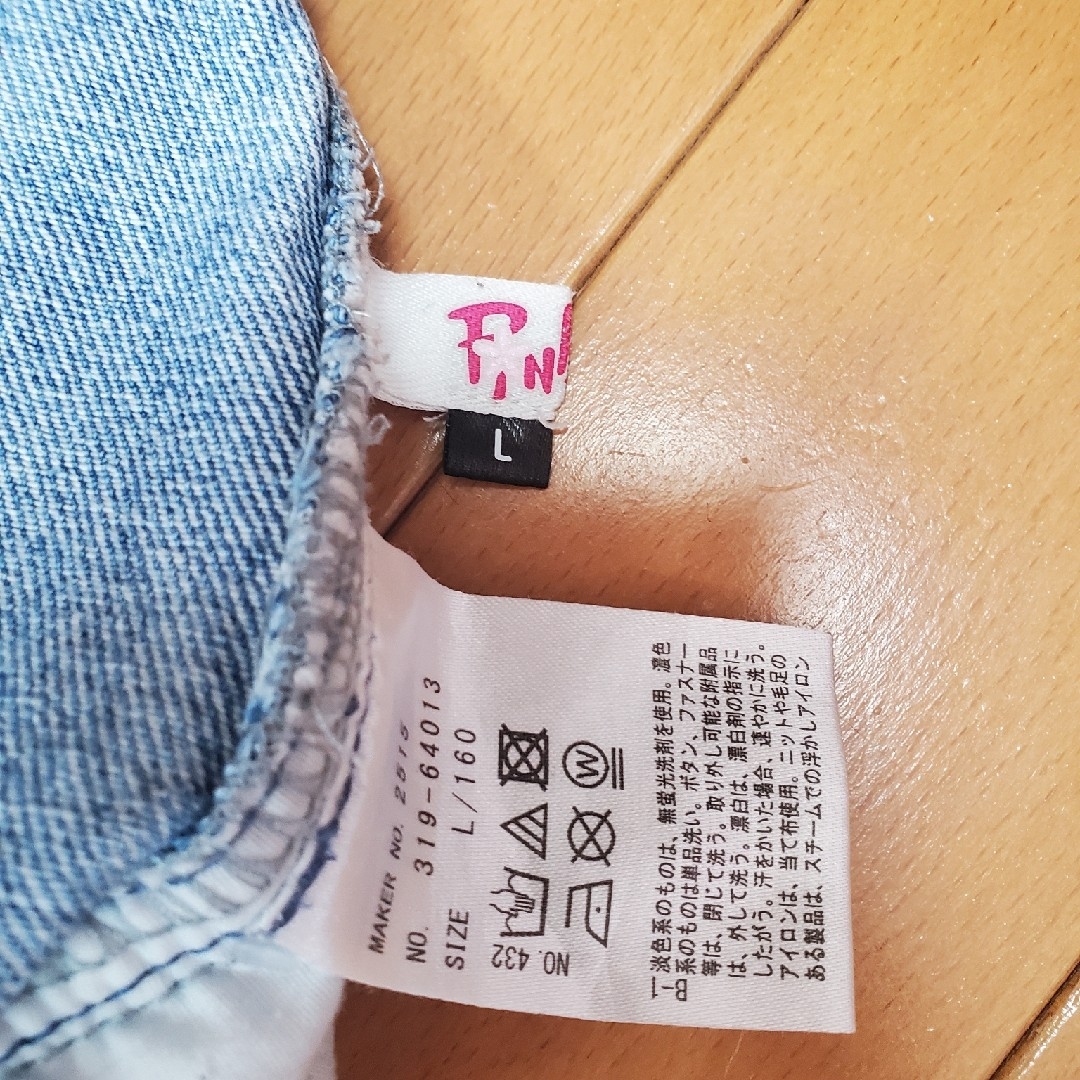 PiN
L
MAKER NO. 2515
NO. 319-64013
SIZE L/160
NO. 432
W
淡色系のものは、無蛍光洗剤を使用。濃色
系のものは単品洗い。ボタン、ファスナー
等は、閉じて洗う。取り外し可能な附属品
は、外して洗う。漂白は、漂白剤の指示に
したがう。汗をかいた場合、速やかに洗う。
アイロンは、当て布使用。ニットや毛足の
ある製品は、スチームでの浮かしアイロン